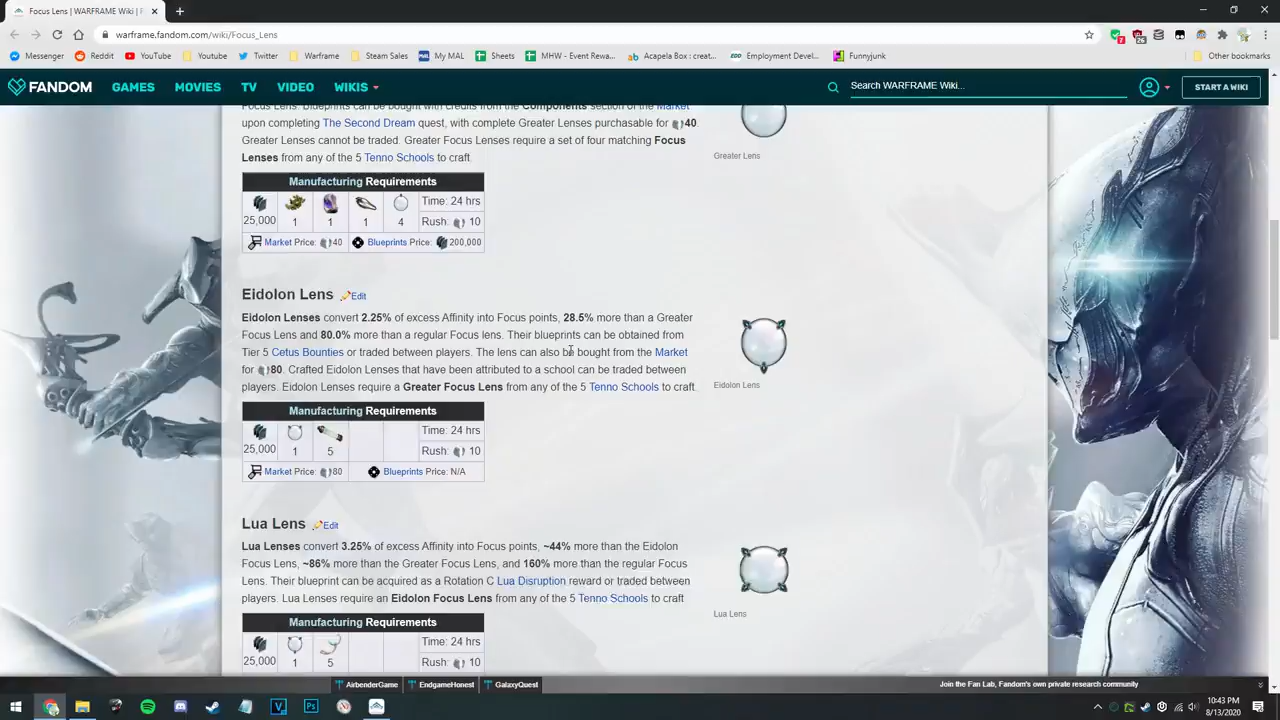 Focus Lens | WARFRAME Wiki |
warframe.fandom.com/wiki/Focus_Lens
7
26
Messenger Reddit YouTube Youtube Twitter Warframe Steam Sales My MAL Sheets MHW - Event Rewa... Acapela Box : creat... EDD Employment Devel... Funnyjunk Other bookmarks
FANDOM GAMES MOVIES TV VIDEO WIKIS Search WARFRAME Wiki... START A WIKI
Focus Lens. Blueprints can be bought with credits from the Components section of the Market
upon completing The Second Dream quest, with complete Greater Lenses purchasable for 40.
Greater Lenses cannot be traded. Greater Focus Lenses require a set of four matching Focus
Lenses from any of the 5 Tenno Schools to craft.
Greater Lens
Manufacturing Requirements
25,000 1 1 1 4 Time: 24 hrs
Rush: 10
Market Price: 40 Blueprints Price: 200,000
Eidolon Lens Edit
Eidolon Lenses convert 2.25% of excess Affinity into Focus points, 28.5% more than a Greater
Focus Lens and 80.0% more than a regular Focus lens. Their blueprints can be obtained from
Tier 5 Cetus Bounties or traded between players. The lens can also be bought from the Market
for 80. Crafted Eidolon Lenses that have been attributed to a school can be traded between
players. Eidolon Lenses require a Greater Focus Lens from any of the 5 Tenno Schools to craft.
Eidolon Lens
Manufacturing Requirements
25,000 1 5 Time: 24 hrs
Rush: 10
Market Price: 80 Blueprints Price: N/A
Lua Lens Edit
Lua Lenses convert 3.25% of excess Affinity into Focus points, ~44% more than the Eidolon
Focus Lens, ~86% more than the Greater Focus Lens, and 160% more than the regular Focus
Lens. Their blueprint can be acquired as a Rotation C Lua Disruption reward or traded between
players. Lua Lenses require an Eidolon Focus Lens from any of the 5 Tenno Schools to craft
Lua Lens
Manufacturing Requirements
25,000 1 5 Time: 24 hrs
Rush: 10
AirbenderGame EndgameHonest GalaxyQuest Join the Fan Lab, Fandom's own private research community
10:43 PM
8/13/2020